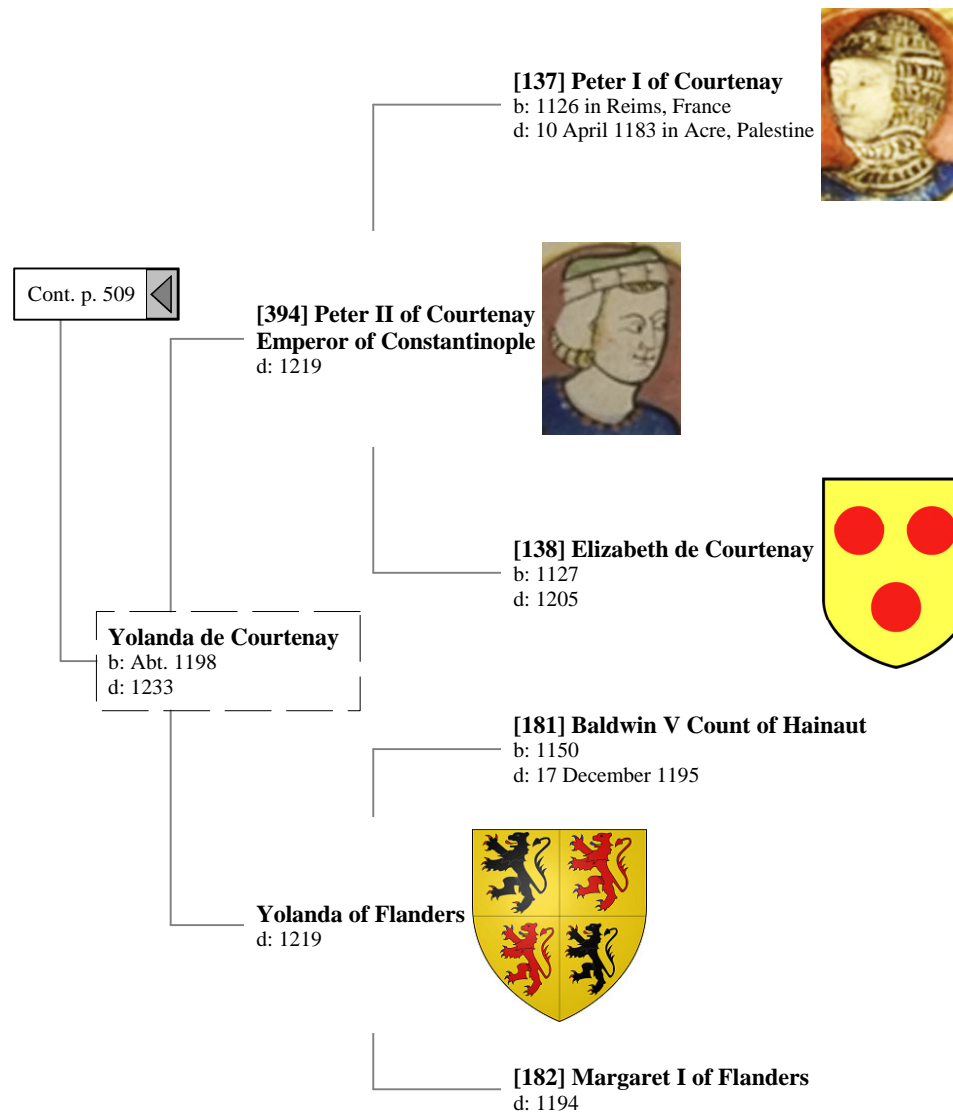 [137] Peter I of Courtenay
b: 1126 in Reims, France
d: 10 April 1183 in Acre, Palestine
Cont. p. 509
[394] Peter II of Courtenay
Emperor of Constantinople
d: 1219
[138] Elizabeth de Courtenay
b: 1127
d: 1205
Yolanda de Courtenay
b: Abt. 1198
d: 1233
[181] Baldwin V Count of Hainaut
b: 1150
d: 17 December 1195
Yolanda of Flanders
d: 1219
[182] Margaret I of Flanders
d: 1194